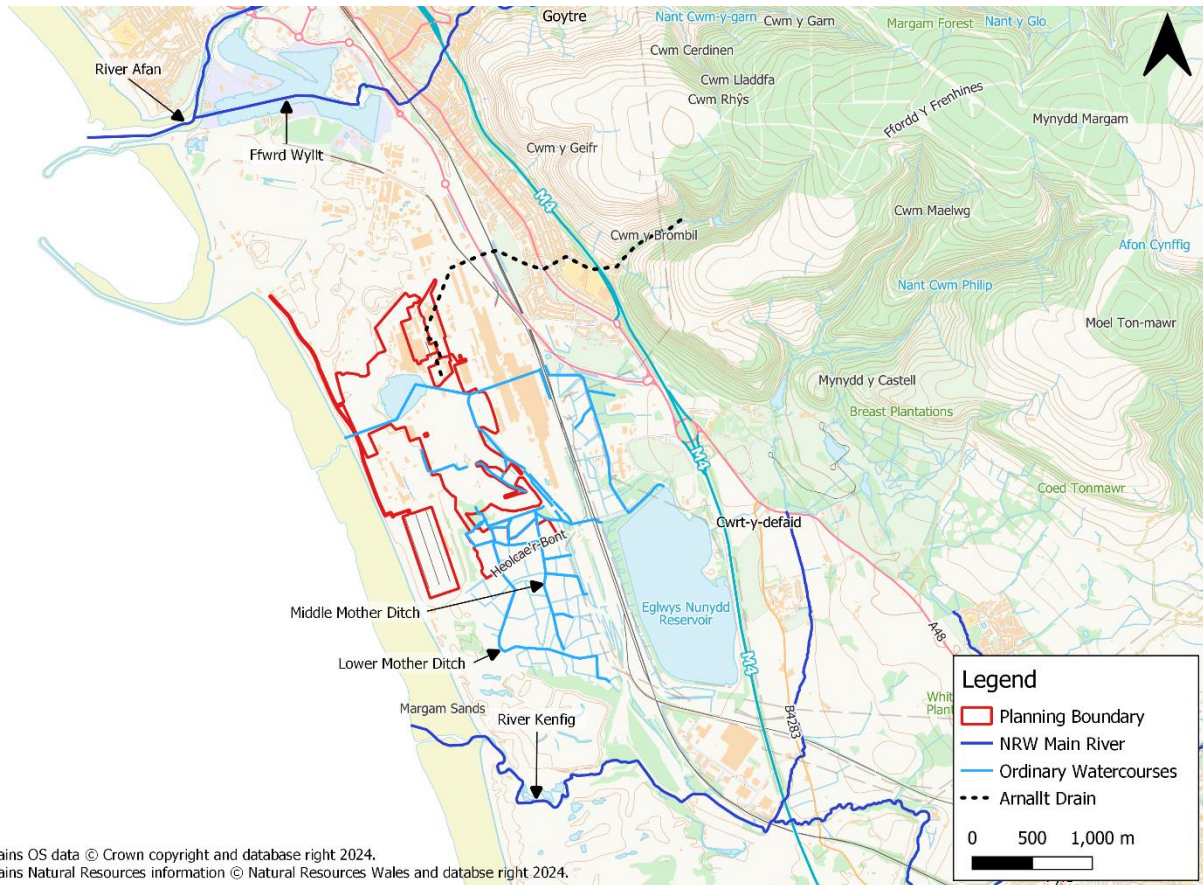 Goytre
Nant Cwm-y-garn
Cwm y Garn
Margam Forest
Nant y Glo
Cwm Cerdinen
River Afan
Cwm Lladdfa
Cwm Rhŷs
Ffordd Y Frenhines
Mynydd Margam
Ffwrd Wyllt
Cwm y Geifr
M4
Cwm Maelwg
Cwm y Brombil
Afon Cynffig
Nant Cwm Philip
Moel Ton-mawr
Mynydd y Castell
Breast Plantations
M4
Coed Tonmawr
Cwrt-y-defaid
Heolcae'r-Bont
Middle Mother Ditch
Eglwys Nunydd
Reservoir
A48
Lower Mother Ditch
M4
Margam Sands
River Kenfig
B4283
Legend
Planning Boundary
NRW Main River
Ordinary Watercourses
Arnallt Drain
0 500 1,000 m
ains OS data © Crown copyright and database right 2024.
ains Natural Resources information © Natural Resources Wales and databse right 2024.